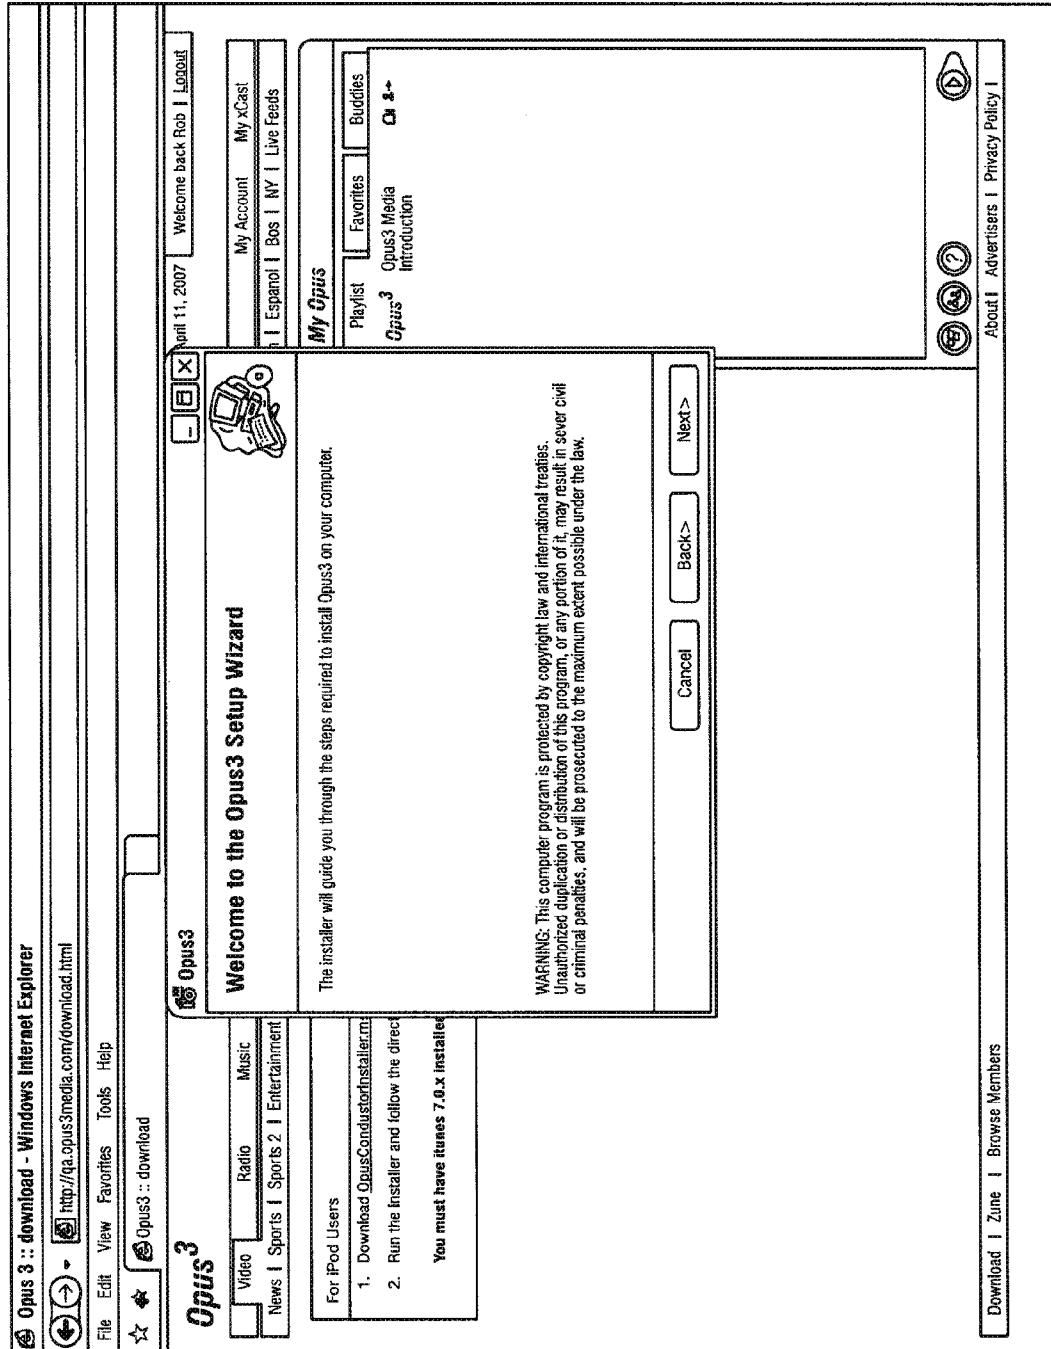 Opus 3 :: download - Windows Internet Explorer
http://qa.opus3media.com/download.html
File Edit View Favorites Tools Help
Opus3 :: download
Opus3
April 11, 2007 Welcome back Rob | Logout
Video Radio Music My Account My xCast
News | Sports | Sports 2 | Entertainment | Espanol | Bos | NY | Live Feeds
For iPod Users
1. Download OpusCondustorInstaller.ms
2. Run the Installer and follow the direct
You must have itunes 7.0.x installed
Opus3
Welcome to the Opus3 Setup Wizard
The installer will guide you through the steps required to install Opus3 on your computer.
WARNING: This computer program is protected by copyright law and international treaties.
Unauthorized duplication or distribution of this program, or any portion of it, may result in sever civil
or criminal penalties, and will be prosecuted to the maximum extent possible under the law.
Cancel Back> Next>
My Opus
Playlist Favorites Buddies
Opus3 Opus3 Media
Introduction
Download | Zune | Browse Members About | Advertisers | Privacy Policy |